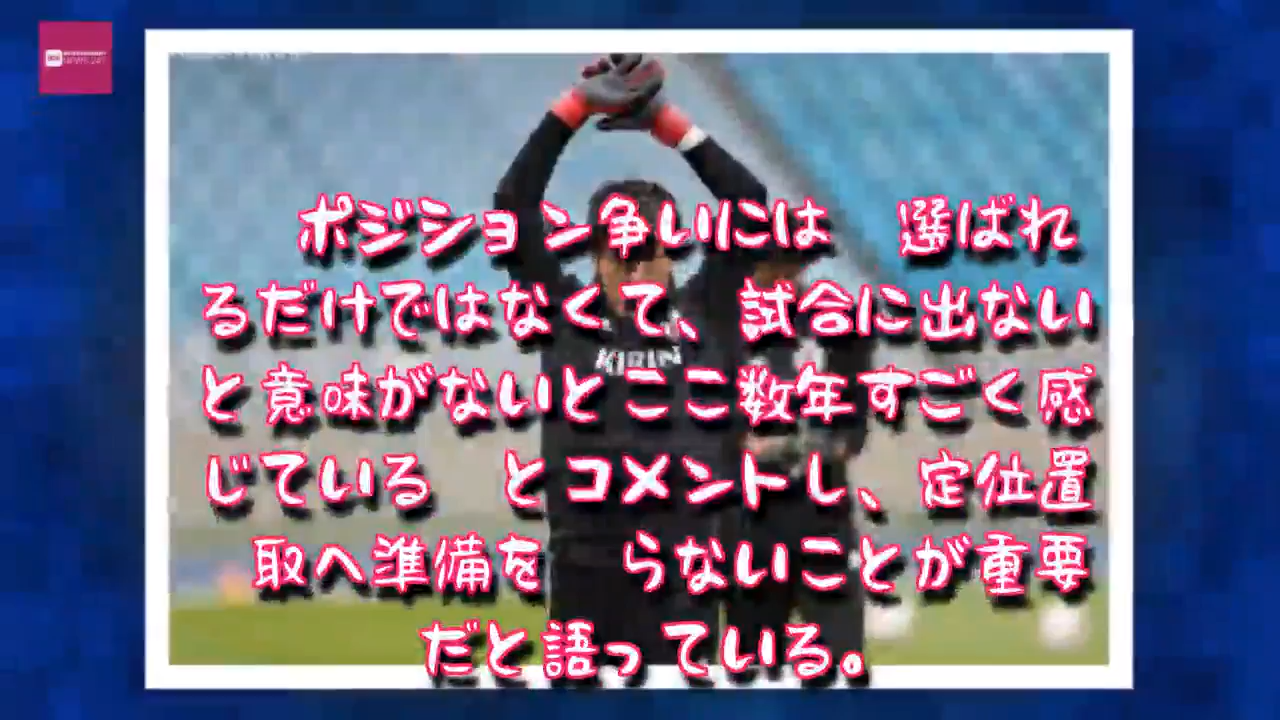 ポジション争いには 選ばれ
るだけではなくて、試合に出ない
と意味がないとここ数年すごく感
じている とコメントし、定位置
取へ準備を らないことが重要
だと語っている。
KIRIN